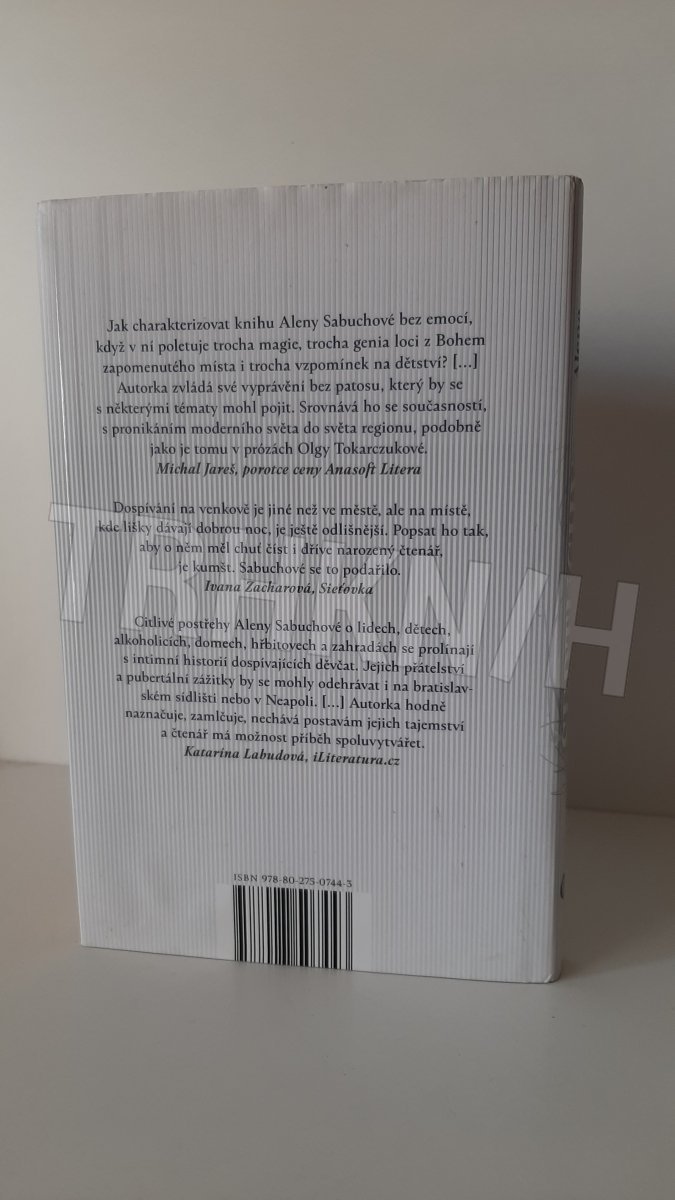 Jak charakterizovat knihu Aleny Sabuchové bez emocí,
když v ní poletuje trocha magie, trocha genia loci z Bohem
zapomenutého místa i trocha vzpomínek na dětství? [...]
Autorka zvládá své vyprávění bez patosu, který by se
s některými tématy mohl pojit. Srovnává ho se současností,
s pronikáním moderního světa do světa regionu, podobně
jako je tomu v prózách Olgy Tokarczukové.
Michal Jareš, porotce ceny Anasoft Litera
Dospívání na venkově je jiné než ve městě, ale na místě,
kde lišky dávají dobrou noc, je ještě odlišnější. Popsat ho tak,
aby o něm měl chuť číst i dříve narozený čtenář,
je kumšt. Sabuchové se to podařilo.
Ivana Zacharová, Sieťovka
Citlivé postřehy Aleny Sabuchové o lidech, dětech,
alkoholicích, domech, hřbitovech a zahradách se prolínají
s intimní historií dospívajících děvčat. Jejich přátelství
a pubertální zážitky by se mohly odehrávat i na bratislav-
ském sídlišti nebo v Neapoli. [...] Autorka hodně
naznačuje, zamlčuje, nechává postavám jejich tajemství
a čtenář má možnost příběh spoluvytvářet.
Katarína Labudová, iLiteratura.cz
ISBN 978-80-275-0744-3